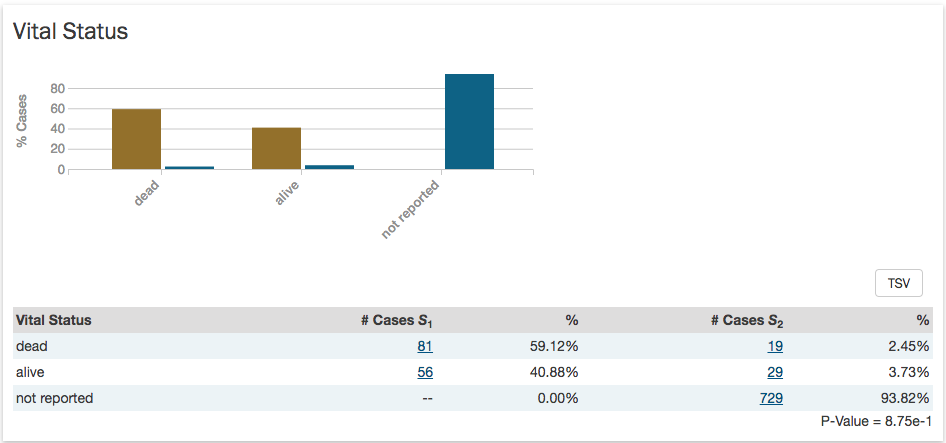 Vital Status
% Cases
80
60
40
20
0
dead
alive
not reported
TSV
Vital Status # Cases S1 % # Cases S2 %
dead 81 59.12% 19 2.45%
alive 56 40.88% 29 3.73%
not reported -- 0.00% 729 93.82%
P-Value = 8.75e-1